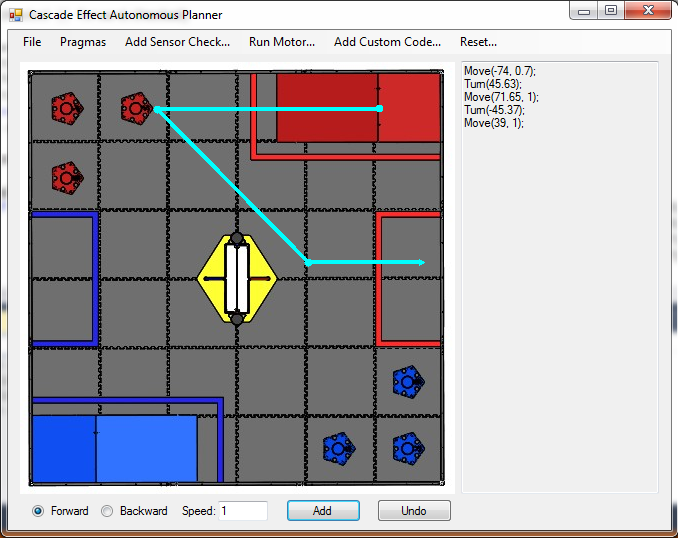 Cascade Effect Autonomous Planner
File Pragmas Add Sensor Check... Run Motor... Add Custom Code... Reset...
Move(-74, 0.7);
Turn(45.63);
Move(71.65, 1);
Turn(-45.37);
Move(39, 1);
Forward Backward Speed: 1 Add Undo